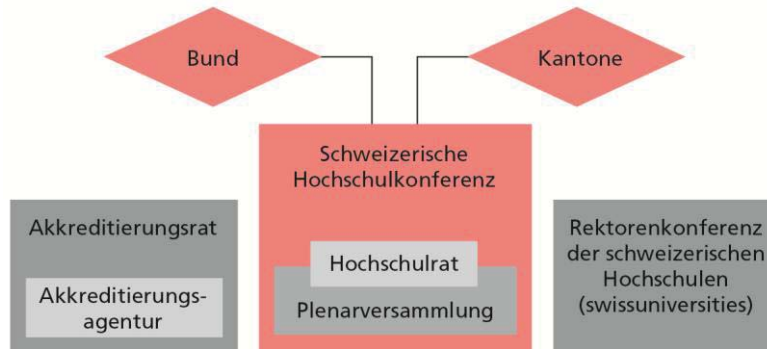 Bund
Kantone
Schweizerische
Hochschulkonferenz
Akkreditierungsrat
Akkreditierungs-
agentur
Hochschulrat
Plenarversammlung
Rektorenkonferenz
der schweizerischen
Hochschulen
(swissuniversities)